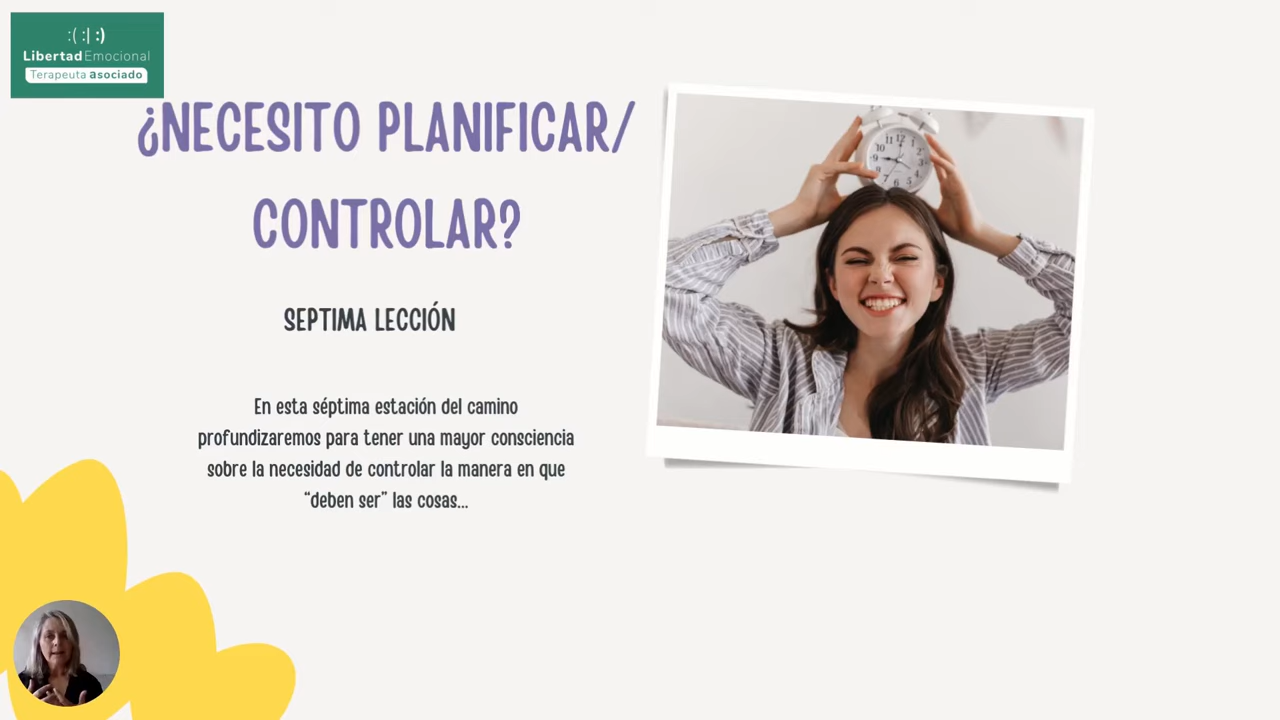 :( :| :)
Libertad Emocional
Terapeuta asociado
¿NECESITO PLANIFICAR/
CONTROLAR?
SEPTIMA LECCIÓN
En esta séptima estación del camino
profundizaremos para tener una mayor consciencia
sobre la necesidad de controlar la manera en que
“deben ser” las cosas...